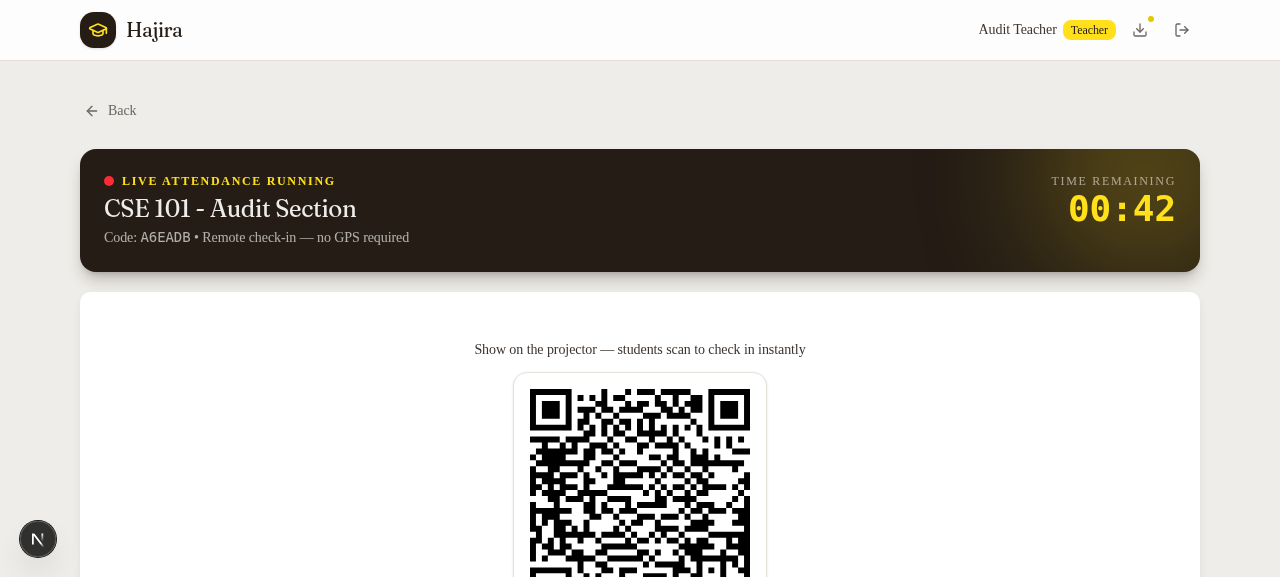 Hajira
Audit Teacher Teacher
Back
LIVE ATTENDANCE RUNNING
TIME REMAINING
CSE 101 - Audit Section
00:42
Code: A6EADB • Remote check-in — no GPS required
Show on the projector — students scan to check in instantly
N